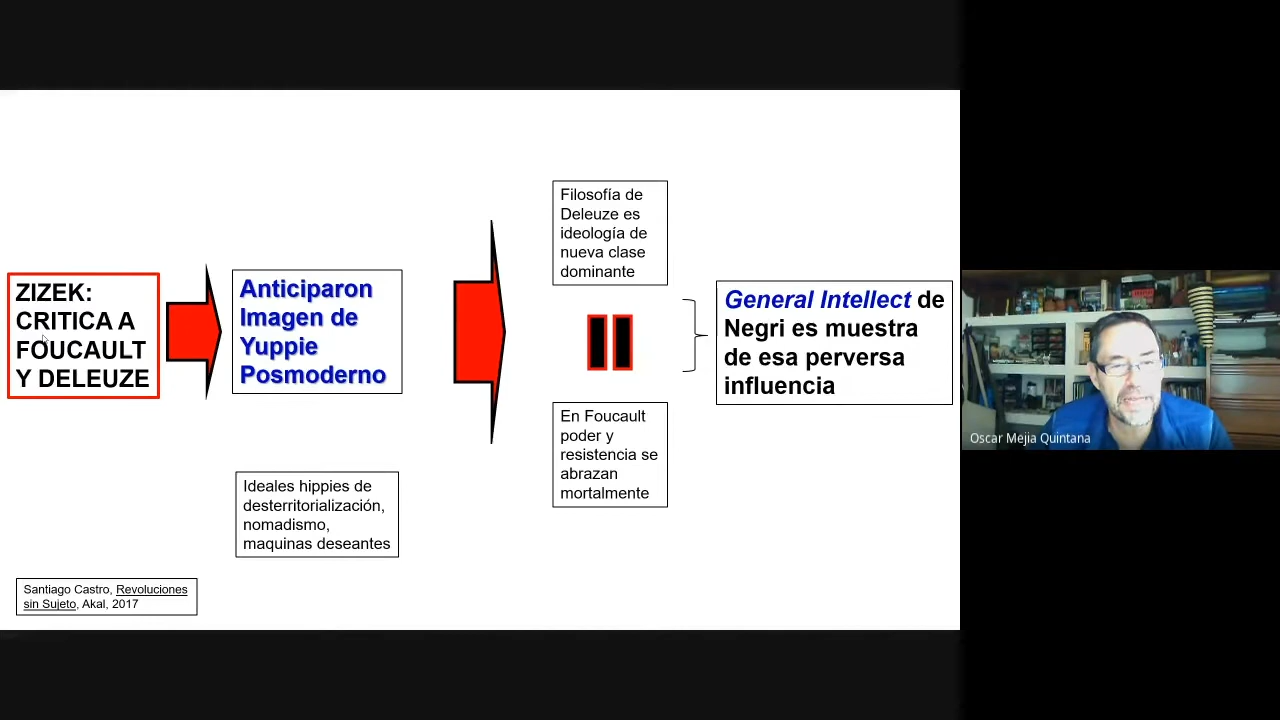 ZIZEK:
CRITICA A
FOUCAULT
Y DELEUZE
Anticiparon
Imagen de
Yuppie
Posmoderno
Ideales hippies de
desterritorialización,
nomadismo,
maquinas deseantes
Filosofía de
Deleuze es
ideología de
nueva clase
dominante
En Foucault
poder y
resistencia se
abrazan
mortalmente
General Intellect de
Negri es muestra
de esa perversa
influencia
Santiago Castro, Revoluciones
sin Sujeto, Akal, 2017
Oscar Mejia Quintana